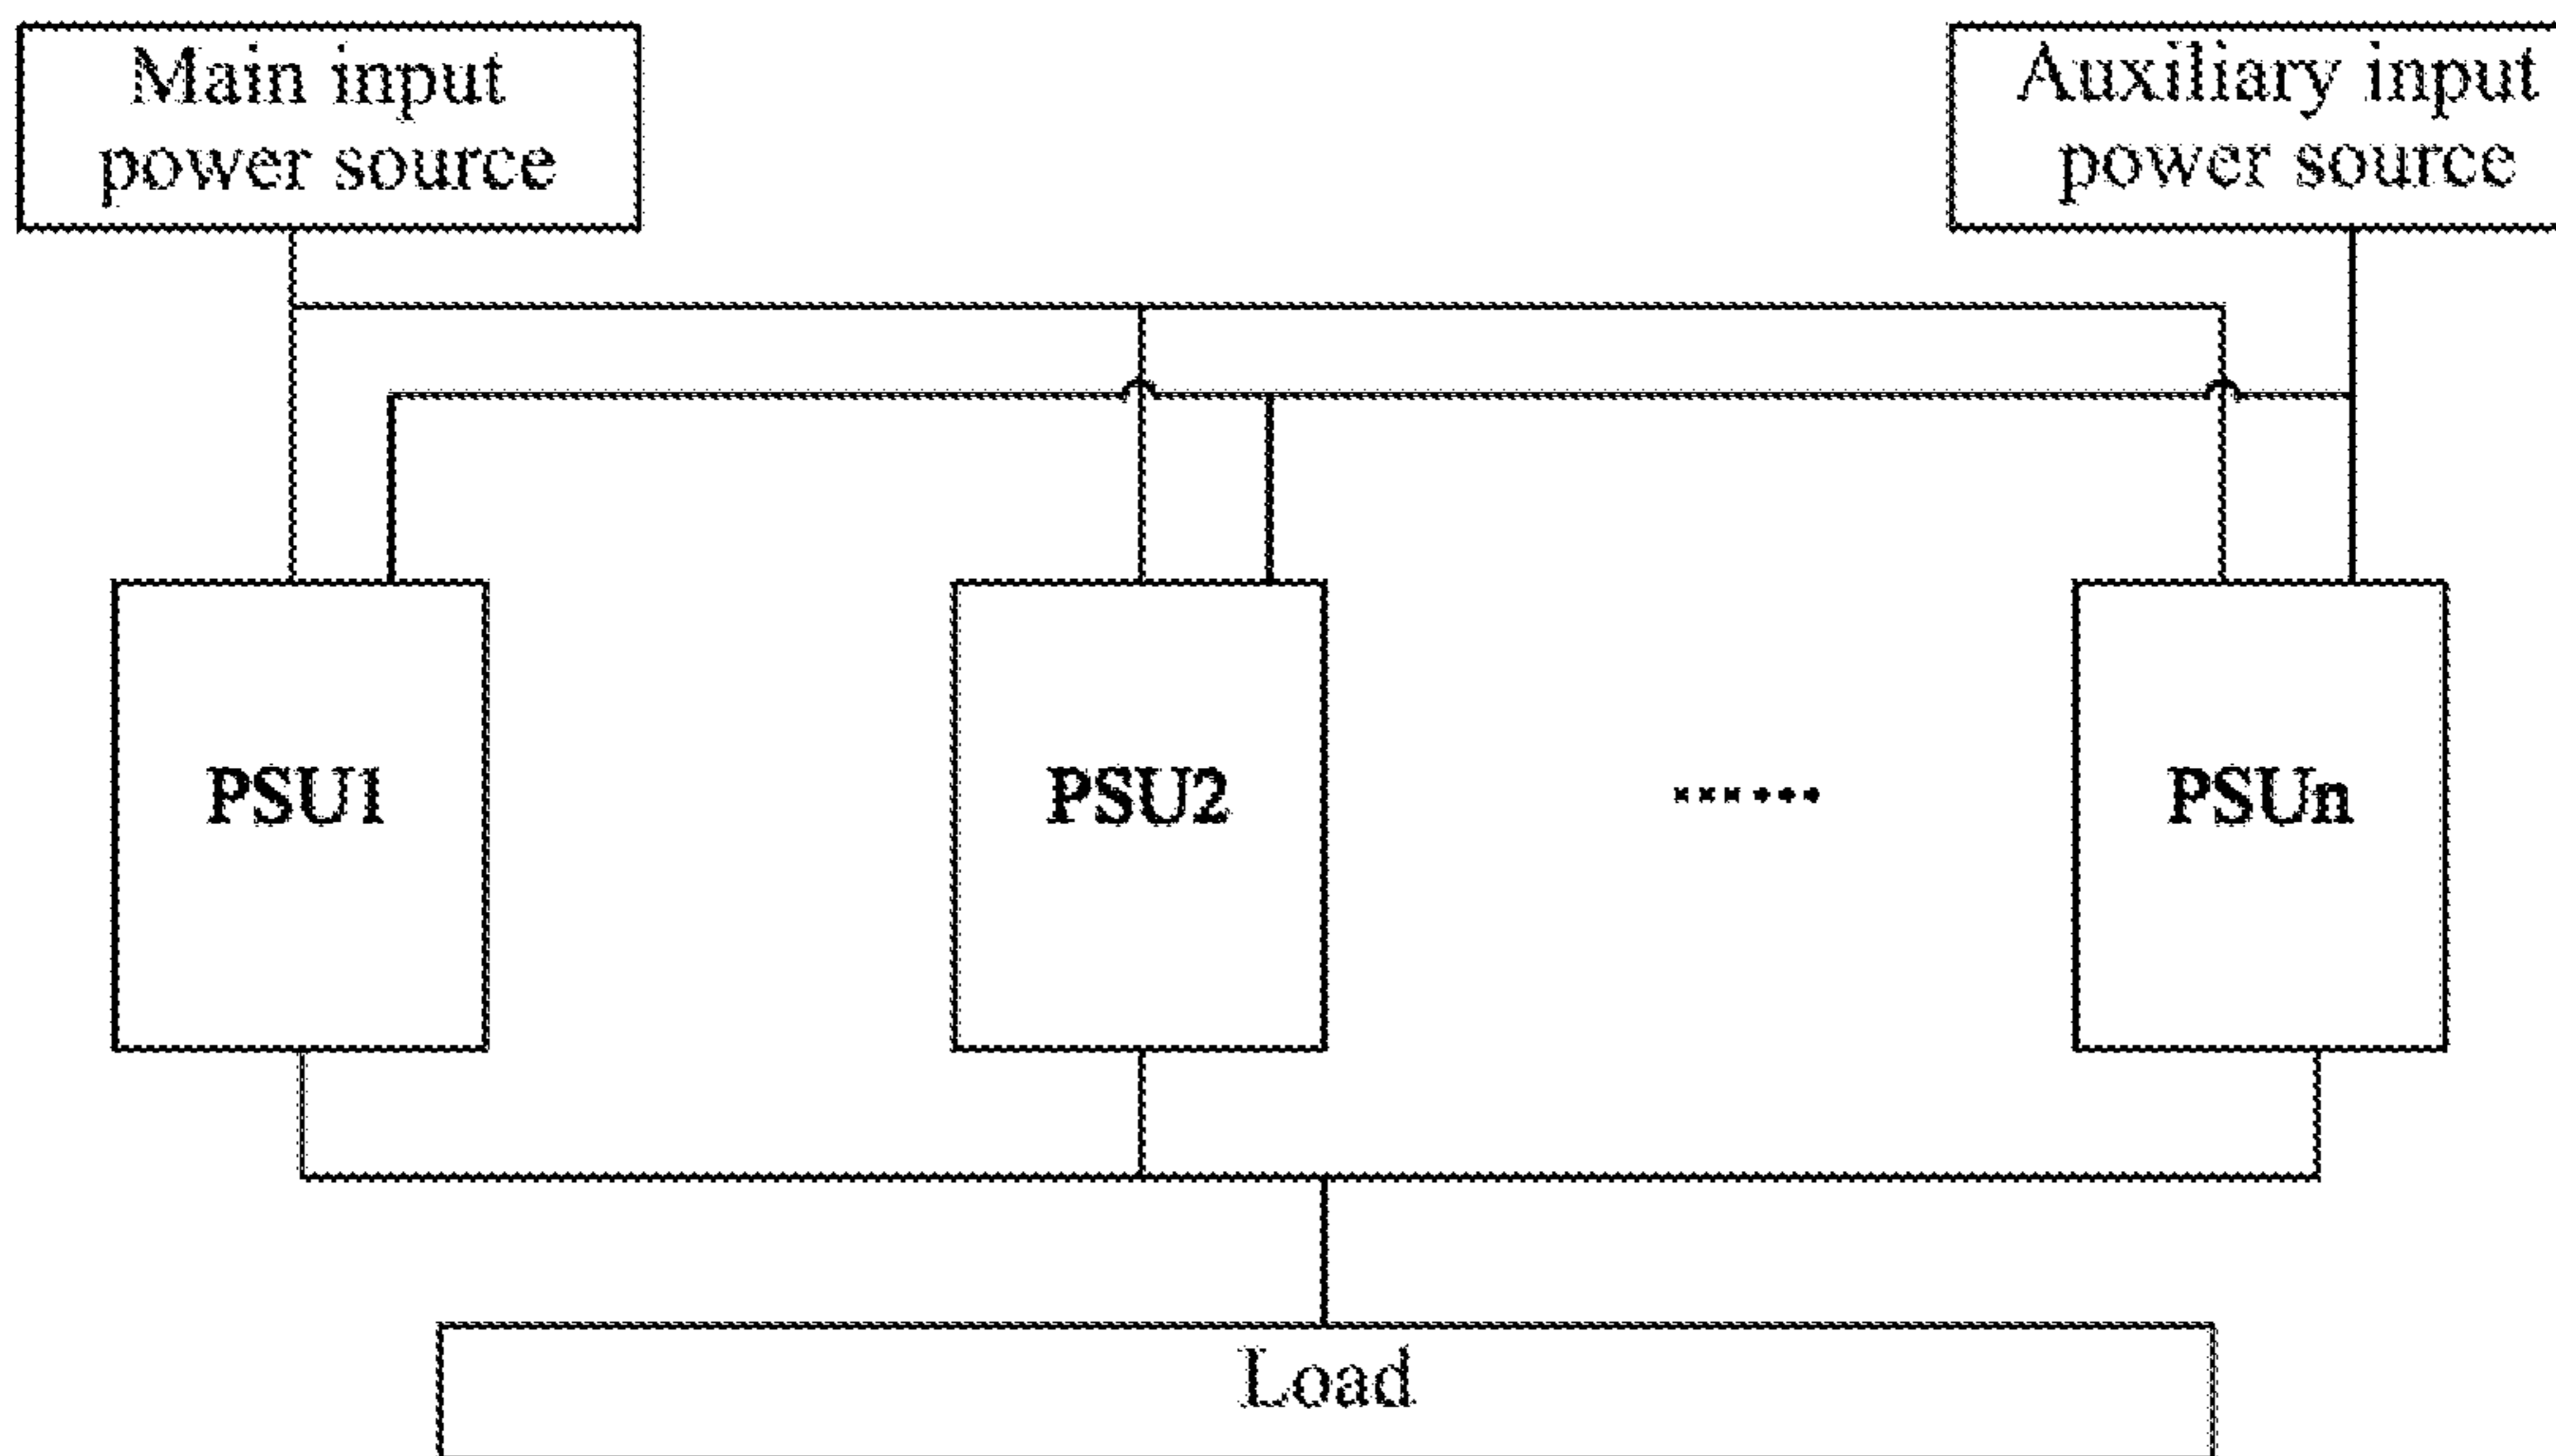 Main input
power source
Auxiliary input
power source
PSU1
PSU2
......
PSUn
Load